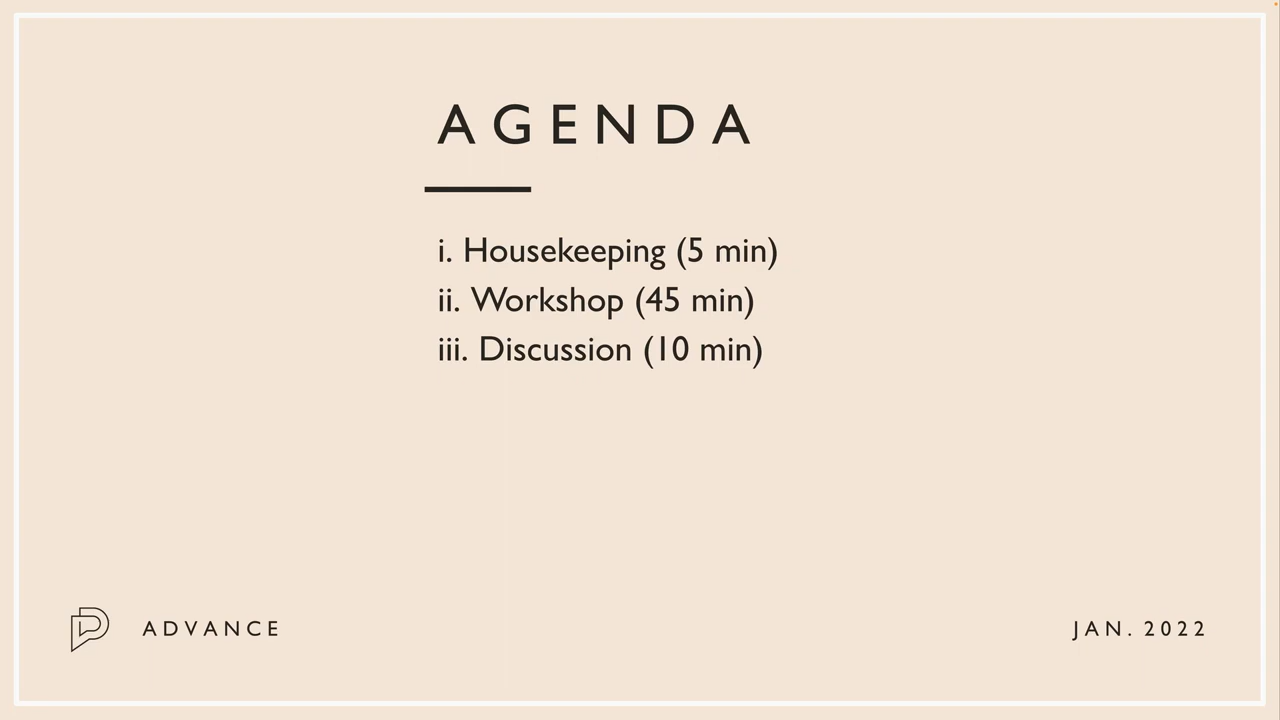 AGENDA
i. Housekeeping (5 min)
ii. Workshop (45 min)
iii. Discussion (10 min)
ADVANCE
JAN. 2022